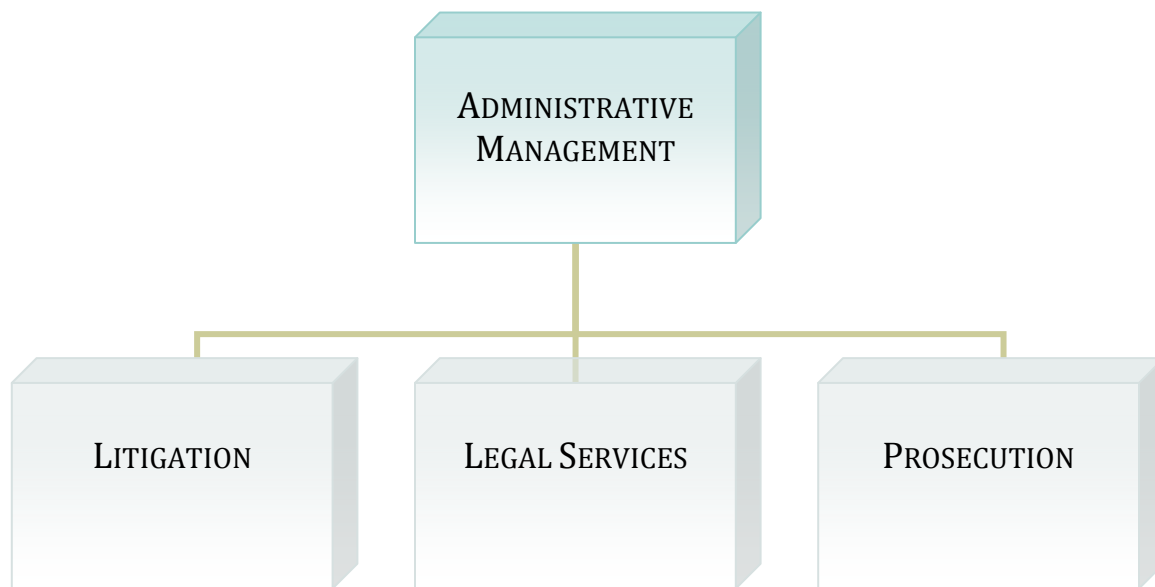 ADMINISTRATIVE
MANAGEMENT
LITIGATION
LEGAL SERVICES
PROSECUTION